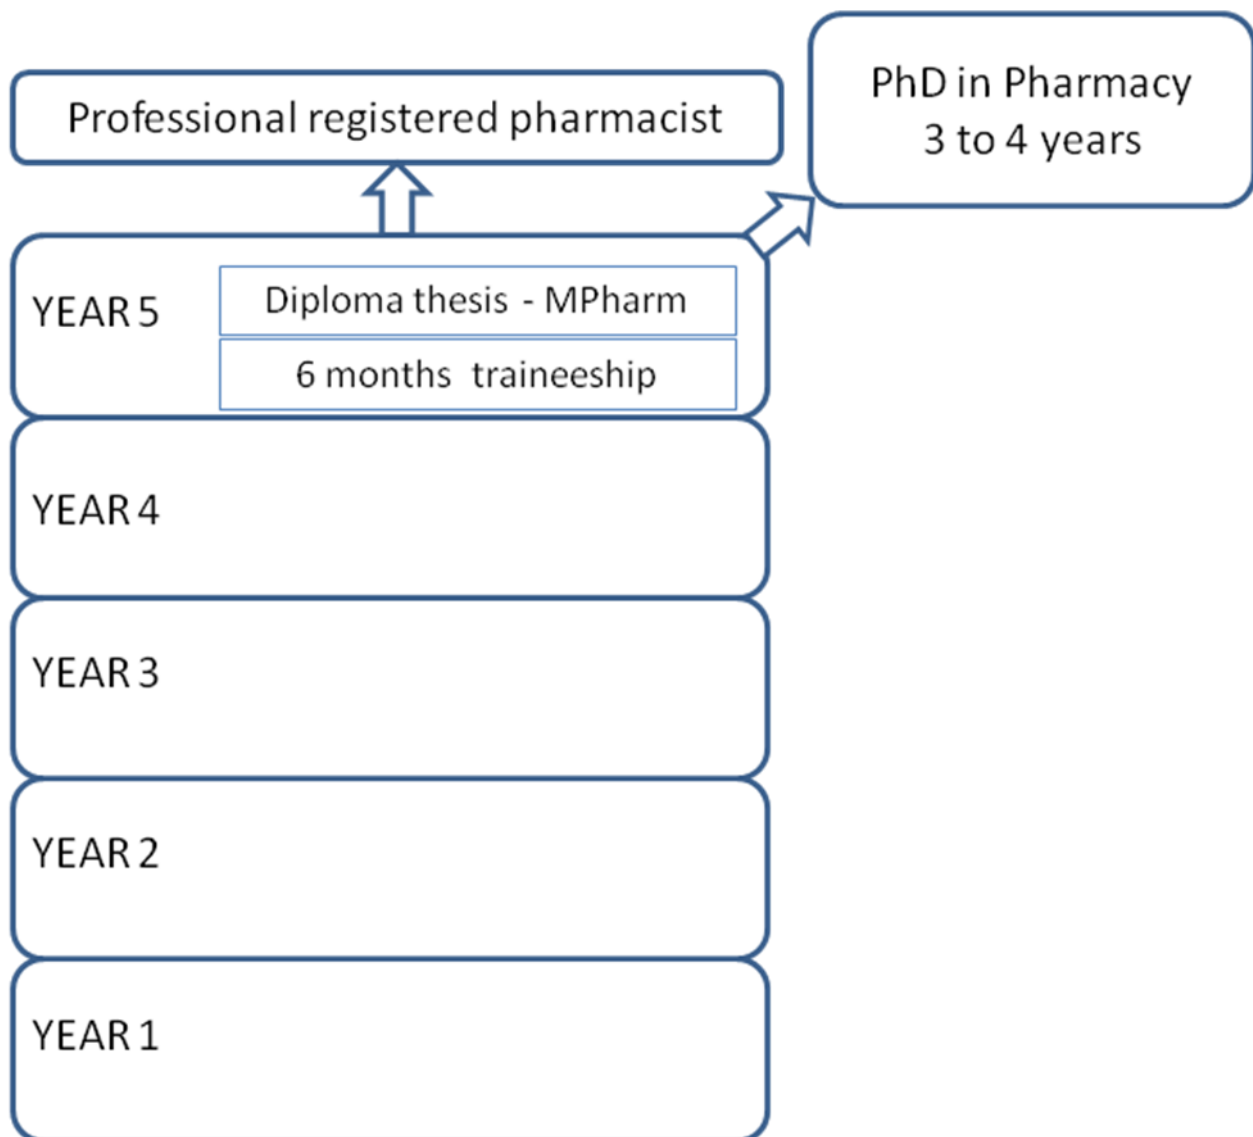 Professional registered pharmacist
PhD in Pharmacy
3 to 4 years
YEAR 5
Diploma thesis - MPharm
6 months traineeship
YEAR 4
YEAR 3
YEAR 2
YEAR 1